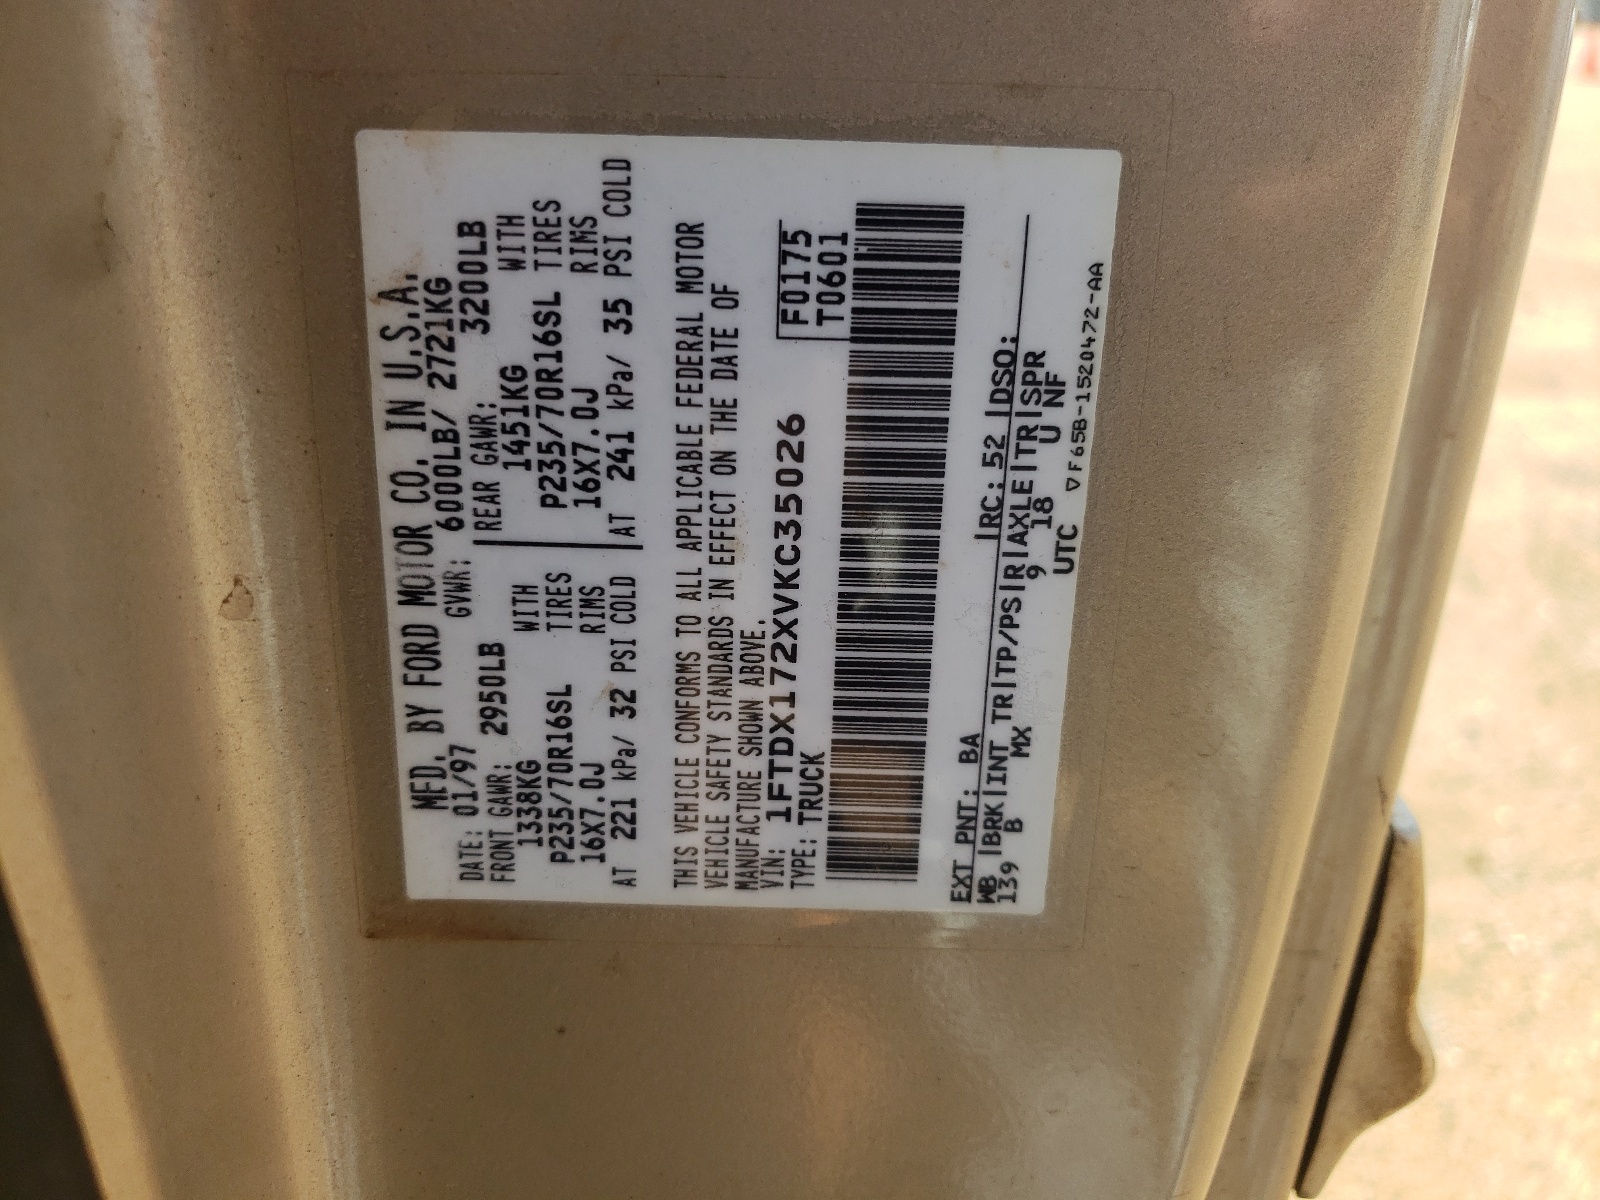 MFD. BY FORD MOTOR CO. IN U.S.A.
DATE: 01/97 GVWR: 6000LB/ 2721KG
FRONT GAWR: 2950LB REAR GAWR: 3200LB
1338KG WITH 1451KG WITH
P235/70R16SL TIRES P235/70R16SL TIRES
16X7.0J RIMS 16X7.0J RIMS
AT 221 kPa/ 32 PSI COLD AT 241 kPa/ 35 PSI COLD
THIS VEHICLE CONFORMS TO ALL APPLICABLE FEDERAL MOTOR
VEHICLE SAFETY STANDARDS IN EFFECT ON THE DATE OF
MANUFACTURE SHOWN ABOVE.
VIN: 1FTDX172XVKC35026 F0175
TYPE: TRUCK T0601
EXT PNT: BA RC: 52 DSO:
WB BRK INT TR TP/PS R AXLE TR SPR
139 B MX 9 18 U NF
UTC ▽F65B-1520472-AA